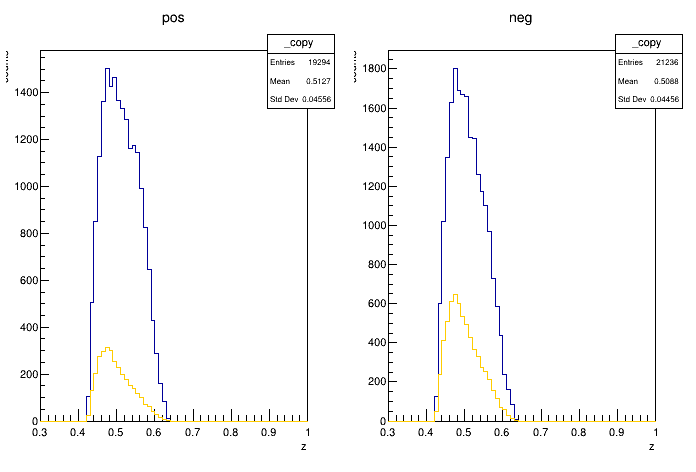 pos
_copy
Entries 19294
Mean 0.5127
Std Dev 0.04556
1400
1200
1000
800
600
400
200
0
0.3 0.4 0.5 0.6 0.7 0.8 0.9 1
z
neg
_copy
Entries 21236
Mean 0.5088
Std Dev 0.04456
1800
1600
1400
1200
1000
800
600
400
200
0
0.3 0.4 0.5 0.6 0.7 0.8 0.9 1
z